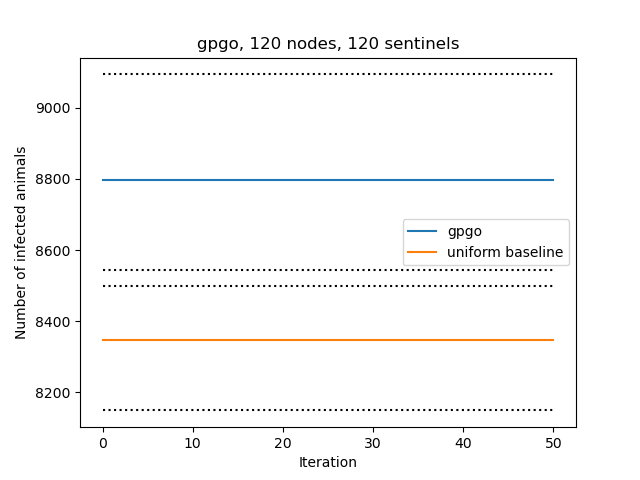 gpgo, 120 nodes, 120 sentinels
Number of infected animals
9000
8800
8600
8400
8200
gpgo
uniform baseline
0 10 20 30 40 50
Iteration